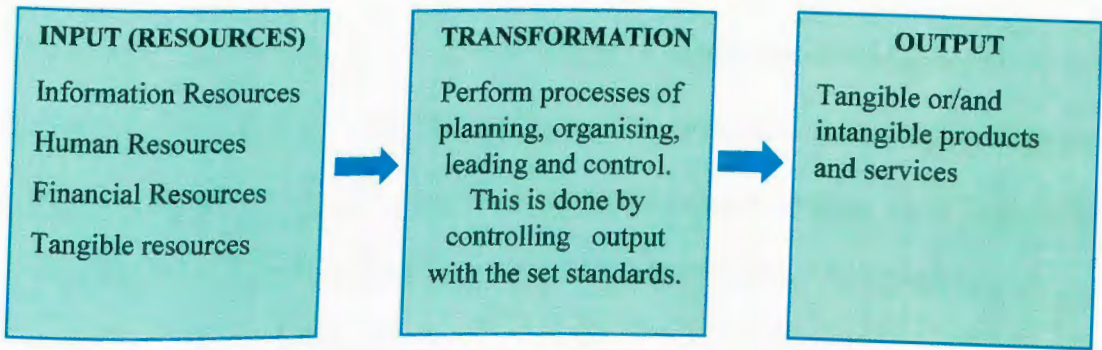 INPUT (RESOURCES)
Information Resources
Human Resources
Financial Resources
Tangible resources
TRANSFORMATION
Perform processes of
planning, organising,
leading and control.
This is done by
controlling output
with the set standards.
OUTPUT
Tangible or/and
intangible products
and services